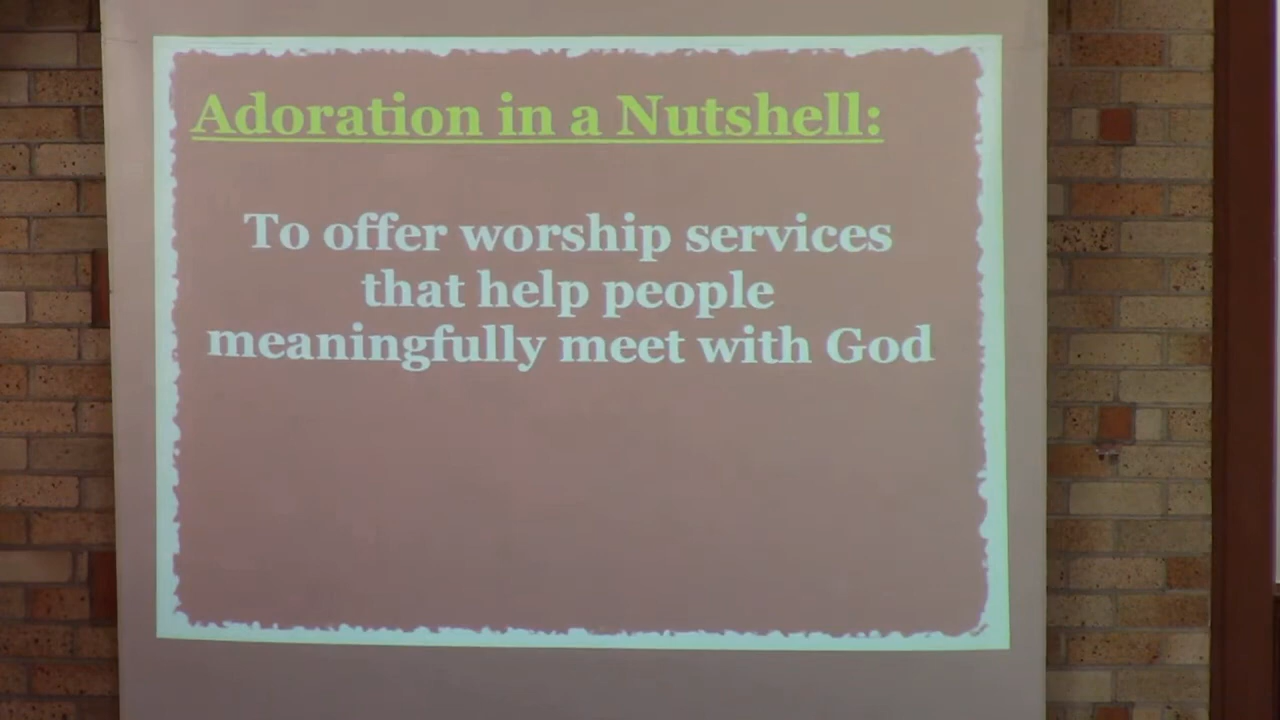 Adoration in a Nutshell:
To offer worship services
that help people
meaningfully meet with God